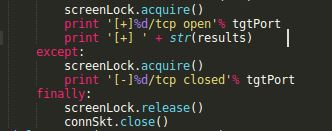 screenLock.acquire()
print '[+]%d/tcp open'% tgtPort
print '[+] ' + str(results)
except:
screenLock.acquire()
print '[-]%d/tcp closed'% tgtPort
finally:
screenLock.release()
connSkt.close()